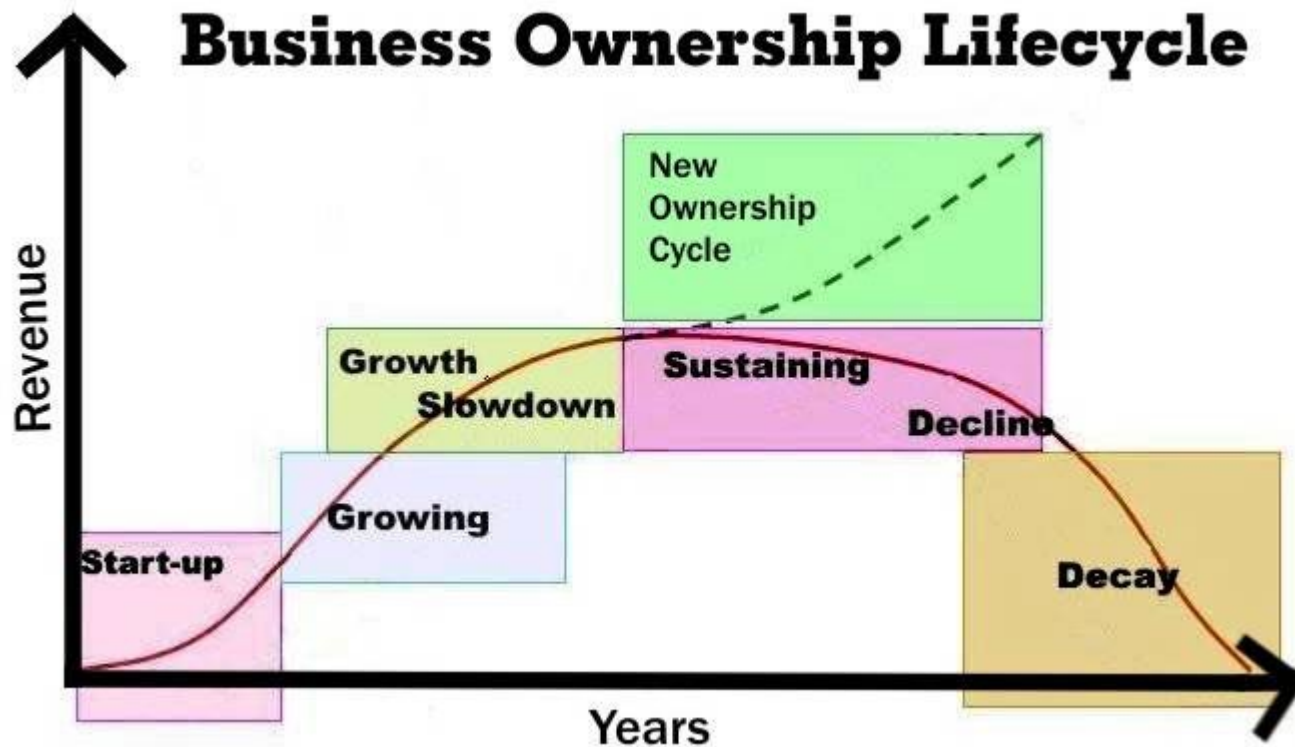 Business Ownership Lifecycle
New
Ownership
Cycle
Revenue
Growth
Slowdown
Sustaining
Decline
Growing
Start-up
Decay
Years